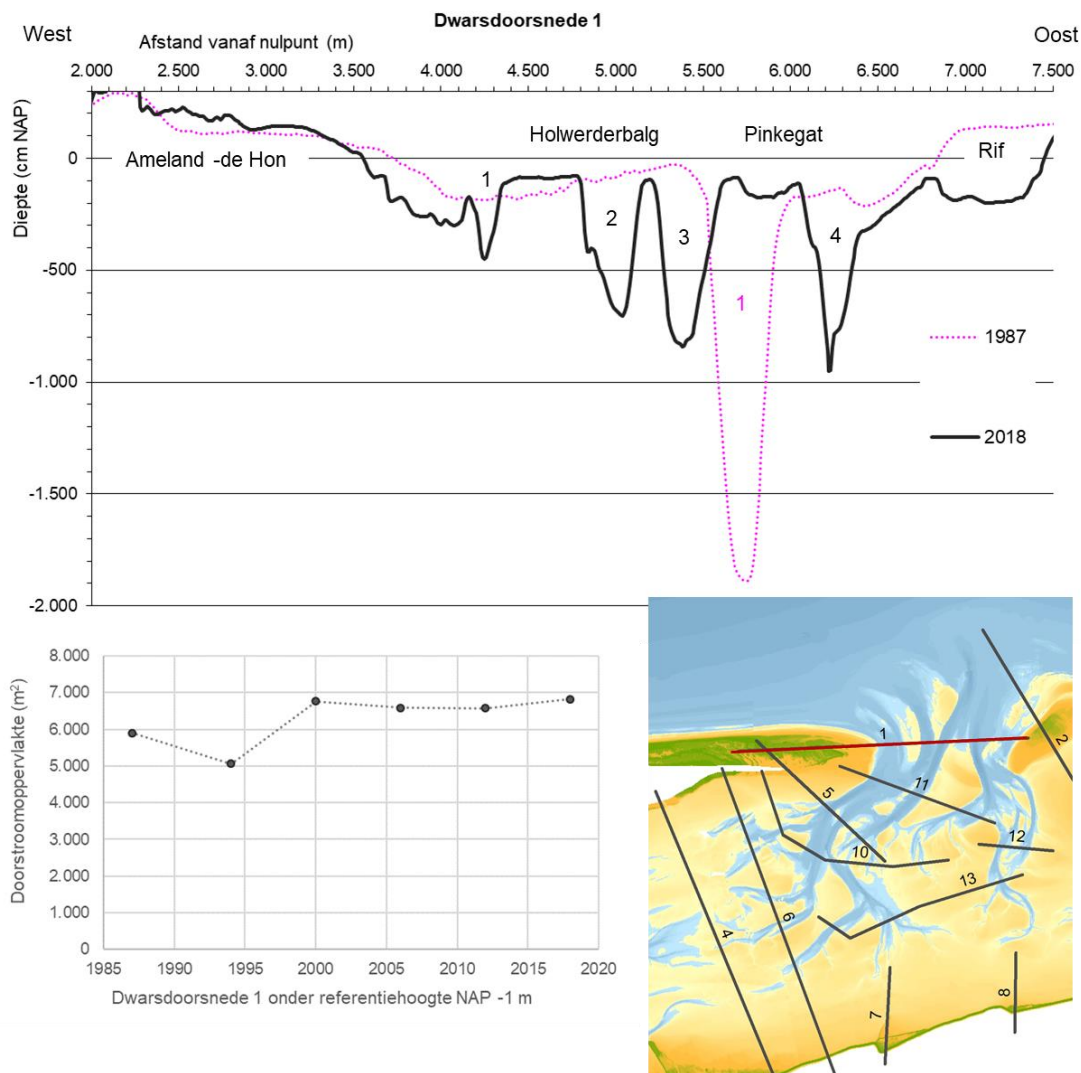 Dwarsdoorsnede 1
West
Oost
Afstand vanaf nulpunt (m)
2.000 2.500 3.000 3.500 4.000 4.500 5.000 5.500 6.000 6.500 7.000 7.500
Diepte (cm NAP)
0
-500
-1.000
-1.500
-2.000
Holwerderbalg
Pinkegat
Ameland -de Hon
Rif
1
2
3
4
1
1987
2018
Doorstroomoppervlakte (m²)
8.000
7.000
6.000
5.000
4.000
3.000
2.000
1.000
0
1985 1990 1995 2000 2005 2010 2015 2020
Dwarsdoorsnede 1 onder referentiehoogte NAP -1 m
1
2
5
11
12
10
13
4
6
7
8